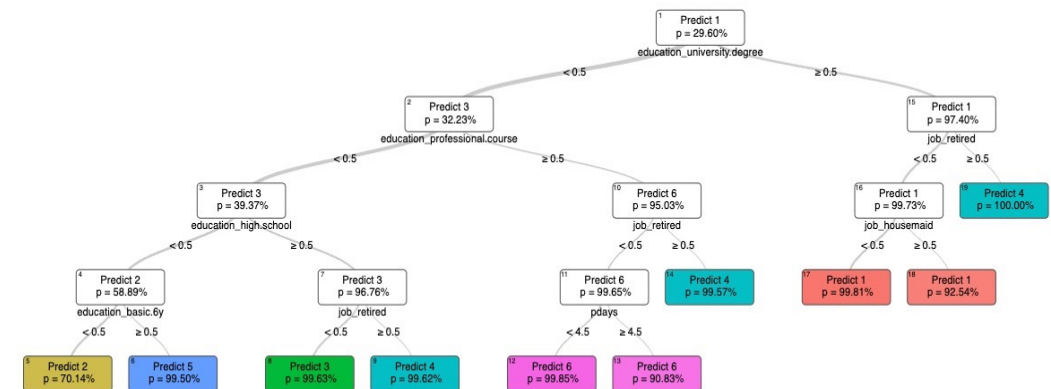 1
Predict 1
p = 29.60%
education_university.degree
< 0.5
≥ 0.5
2
Predict 3
p = 32.23%
education_professional.course
15
Predict 1
p = 97.40%
job_retired
< 0.5
≥ 0.5
< 0.5
≥ 0.5
3
Predict 3
p = 39.37%
education_high.school
10
Predict 6
p = 95.03%
job_retired
16
Predict 1
p = 99.73%
job_housemaid
19
Predict 4
p = 100.00%
< 0.5
≥ 0.5
< 0.5
≥ 0.5
< 0.5
≥ 0.5
4
Predict 2
p = 58.89%
education_basic.6y
7
Predict 3
p = 96.76%
job_retired
11
Predict 6
p = 99.65%
pdays
14
Predict 4
p = 99.57%
17
Predict 1
p = 99.81%
18
Predict 1
p = 92.54%
< 0.5
≥ 0.5
< 0.5
≥ 0.5
< 4.5
≥ 4.5
5
Predict 2
p = 70.14%
6
Predict 5
p = 99.50%
8
Predict 3
p = 99.63%
9
Predict 4
p = 99.62%
12
Predict 6
p = 99.85%
13
Predict 6
p = 90.83%